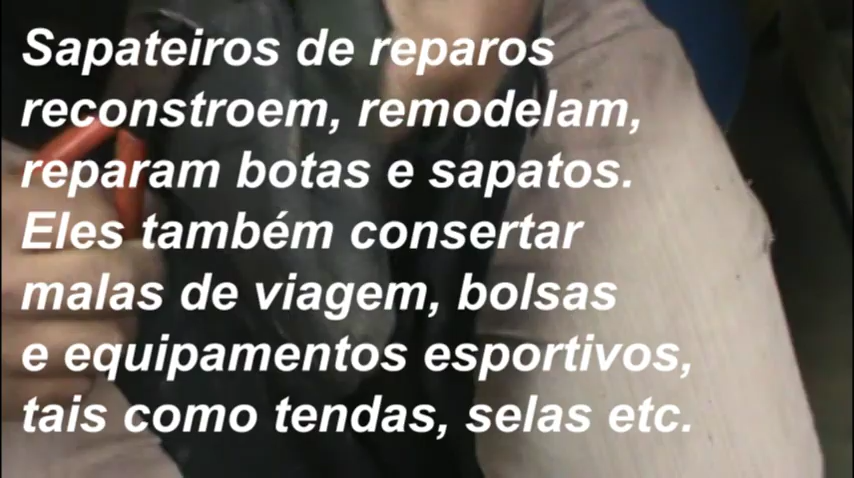 Sapateiros de reparos
reconstroem, remodelam,
reparam botas e sapatos.
Eles também consertar
malas de viagem, bolsas
e equipamentos esportivos,
tais como tendas, selas etc.